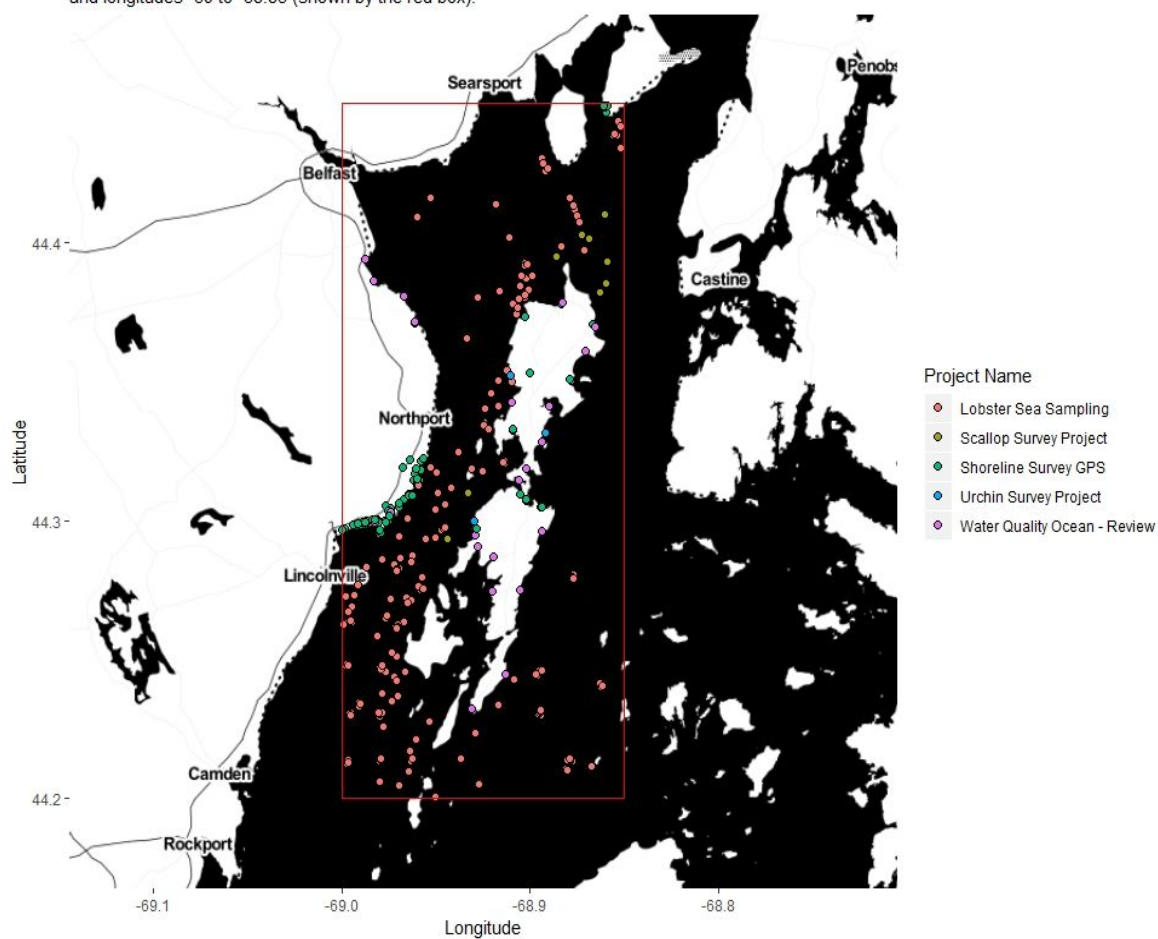 and longitudes -69 to -68.85 (shown by the red box).
Searsport
Penobs
Belfast
44.4
Castine
Project Name
Lobster Sea Sampling
Northport
Scallop Survey Project
Latitude
Shoreline Survey GPS
Urchin Survey Project
44.3
Water Quality Ocean - Review
Lincolnville
Camden
44.2
Rockport
-69.1
-69.0
-68.9
-68.8
Longitude